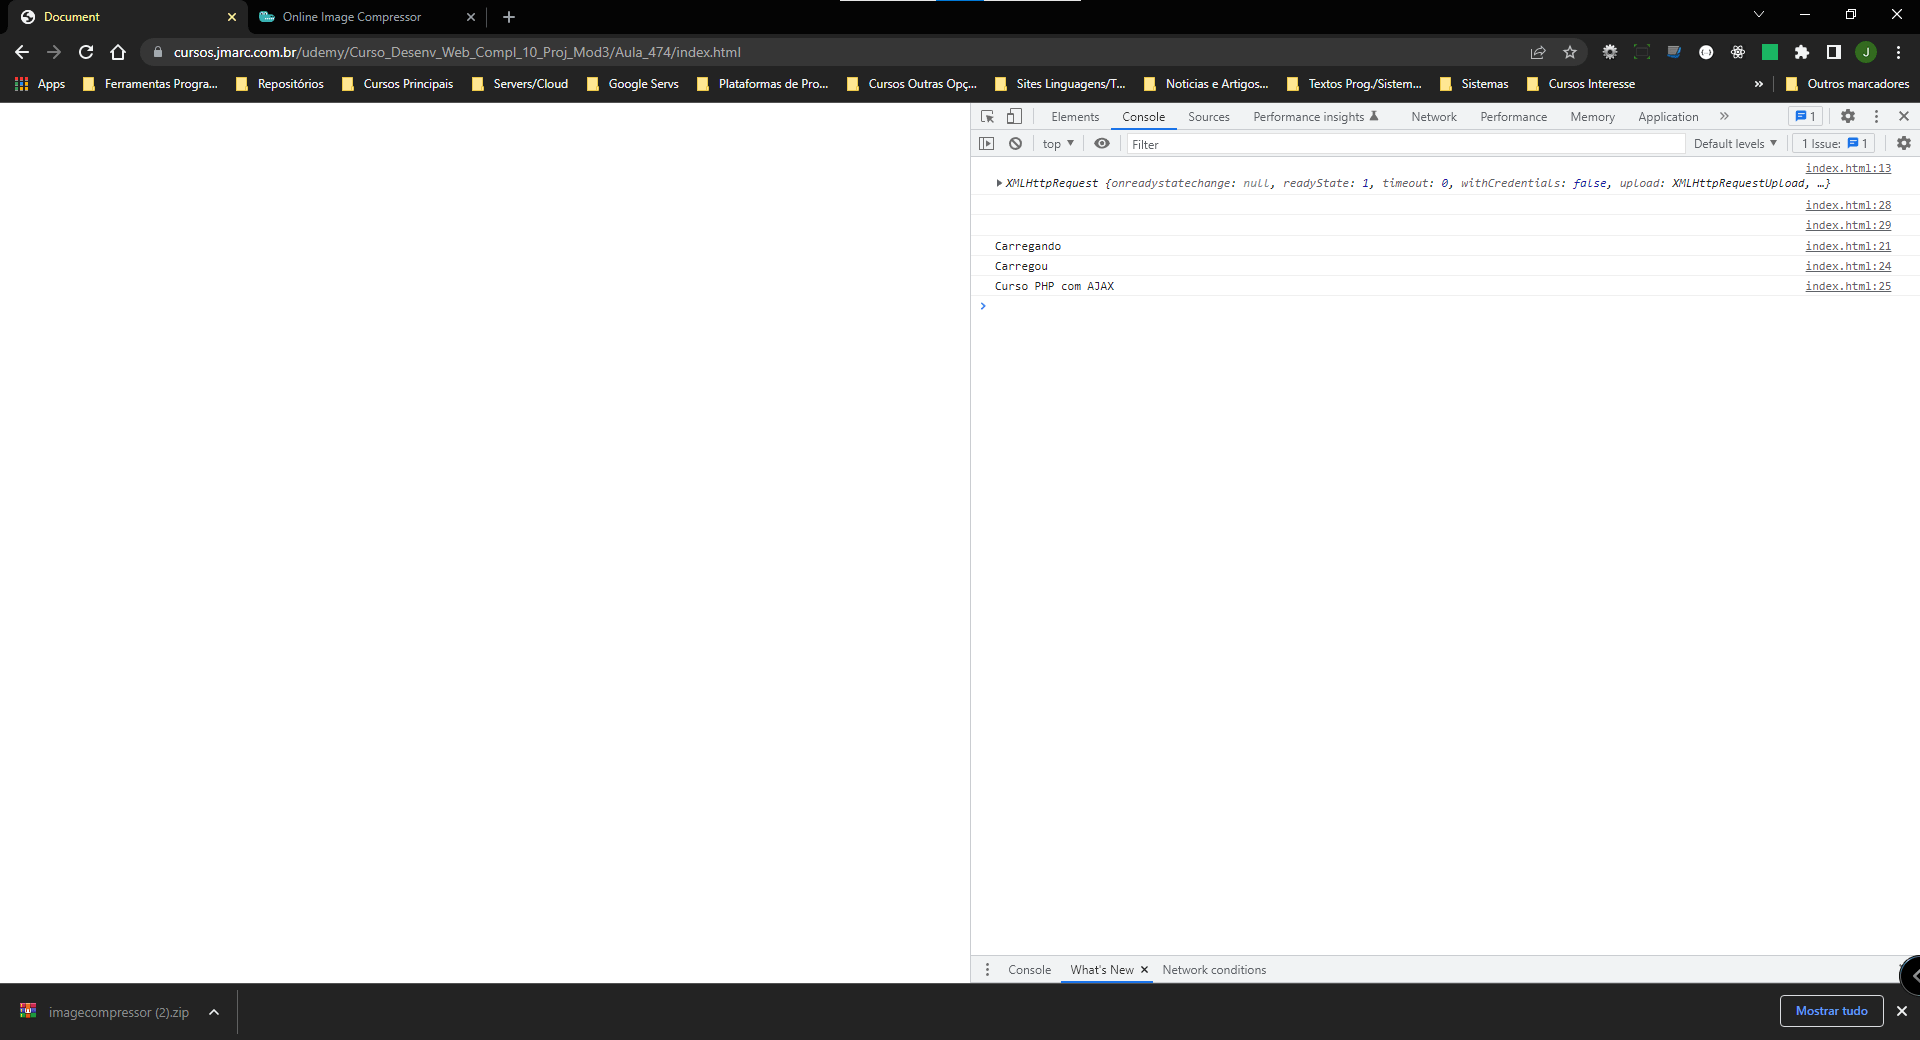 Document
Online Image Compressor
cursos.jmarc.com.br/udemy/Curso_Desenv_Web_Compl_10_Proj_Mod3/Aula_474/index.html
J
Apps Ferramentas Progra... Repositórios Cursos Principais Servers/Cloud Google Servs Plataformas de Pro... Cursos Outras Opç... Sites Linguagens/T... Noticias e Artigos... Textos Prog./Sistem... Sistemas Cursos Interesse » Outros marcadores
Elements Console Sources Performance insights Network Performance Memory Application » 1
top Filter Default levels 1 Issue: 1
index.html:13
XMLHttpRequest {onreadystatechange: null, readyState: 1, timeout: 0, withCredentials: false, upload: XMLHttpRequestUpload, …}
index.html:28
index.html:29
Carregando index.html:21
Carregou index.html:24
Curso PHP com AJAX index.html:25
Console What's New Network conditions
imagecompressor (2).zip
Mostrar tudo